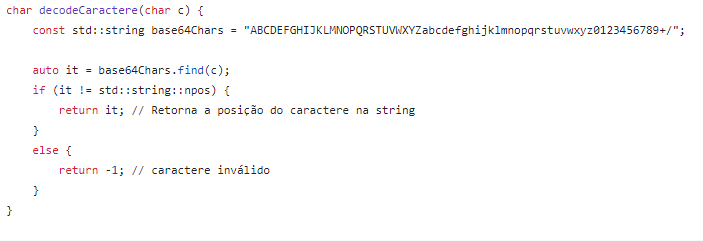 char decodeCaractere(char c) {
    const std::string base64Chars = "ABCDEFGHIJKLMNOPQRSTUVWXYZabcdefghijklmnopqrstuvwxyz0123456789+/";

    auto it = base64Chars.find(c);
    if (it != std::string::npos) {
        return it; // Retorna a posição do caractere na string
    }
    else {
        return -1; // caractere inválido
    }
}